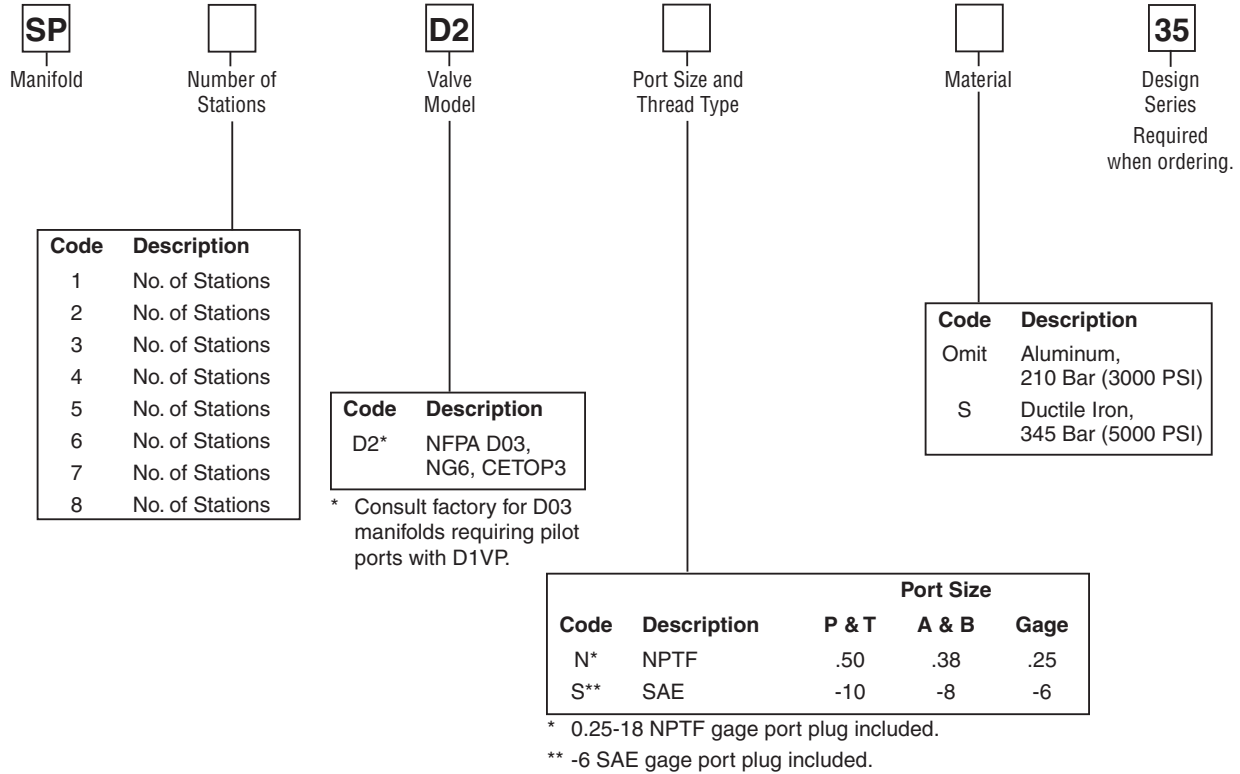 SP D2 35
Manifold
Number of
Stations
Valve
Model
Port Size and
Thread Type
Material
Design
Series
Required
when ordering.
Code Description
1 No. of Stations
2 No. of Stations
3 No. of Stations
4 No. of Stations
5 No. of Stations
6 No. of Stations
7 No. of Stations
8 No. of Stations
Code Description
D2* NFPA D03,
NG6, CETOP3
* Consult factory for D03
manifolds requiring pilot
ports with D1VP.
Code Description
Omit Aluminum,
210 Bar (3000 PSI)
S Ductile Iron,
345 Bar (5000 PSI)
Port Size
Code Description P & T A & B Gage
N* NPTF .50 .38 .25
S** SAE -10 -8 -6
* 0.25-18 NPTF gage port plug included.
** -6 SAE gage port plug included.